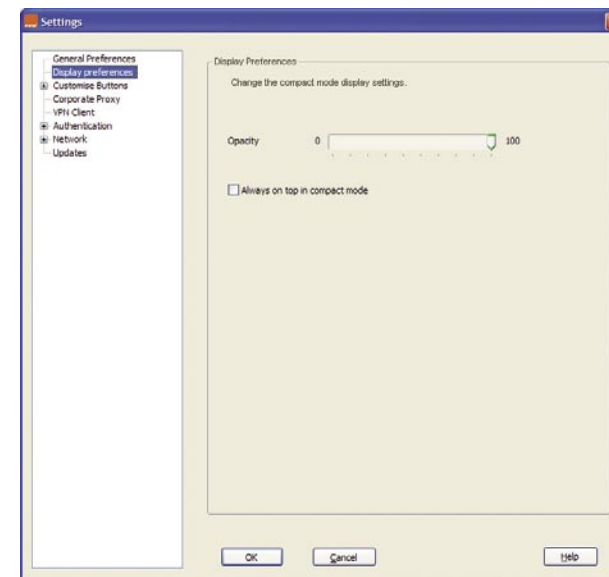 Settings
General Preferences
Display preferences
Customise Buttons
Corporate Proxy
VPN Client
Authentication
Network
Updates
Display Preferences
Change the compact mode display settings.
Opacity 0 100
Always on top in compact mode
OK Cancel Help